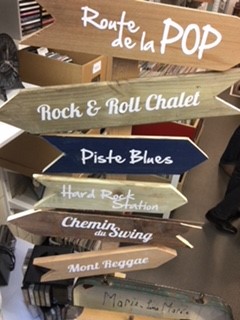 Route
de la POP
Rock & Roll Chalet
Piste Blues
Hard Rock
Station
Chemin
du Swing
Mont Reggae